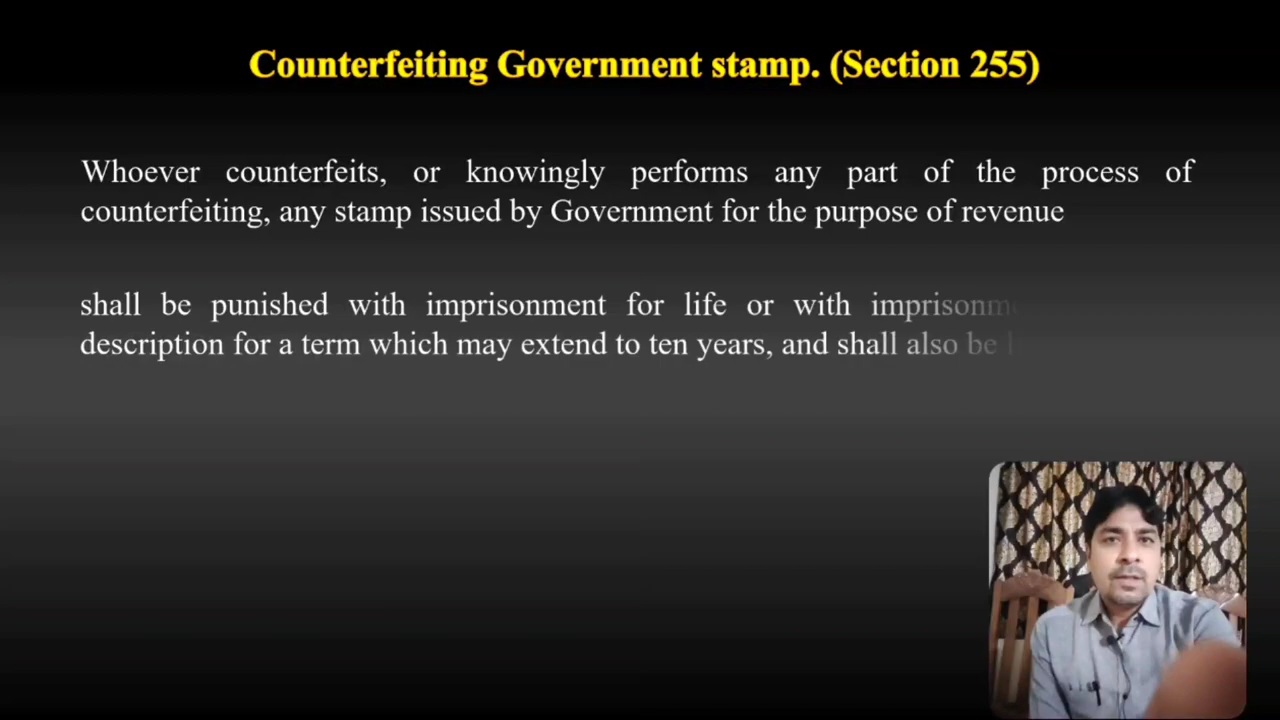 Counterfeiting Government stamp. (Section 255)
Whoever counterfeits, or knowingly performs any part of the process of
counterfeiting, any stamp issued by Government for the purpose of revenue
shall be punished with imprisonment for life or with
description for a term which may extend to ten years, and shall also be